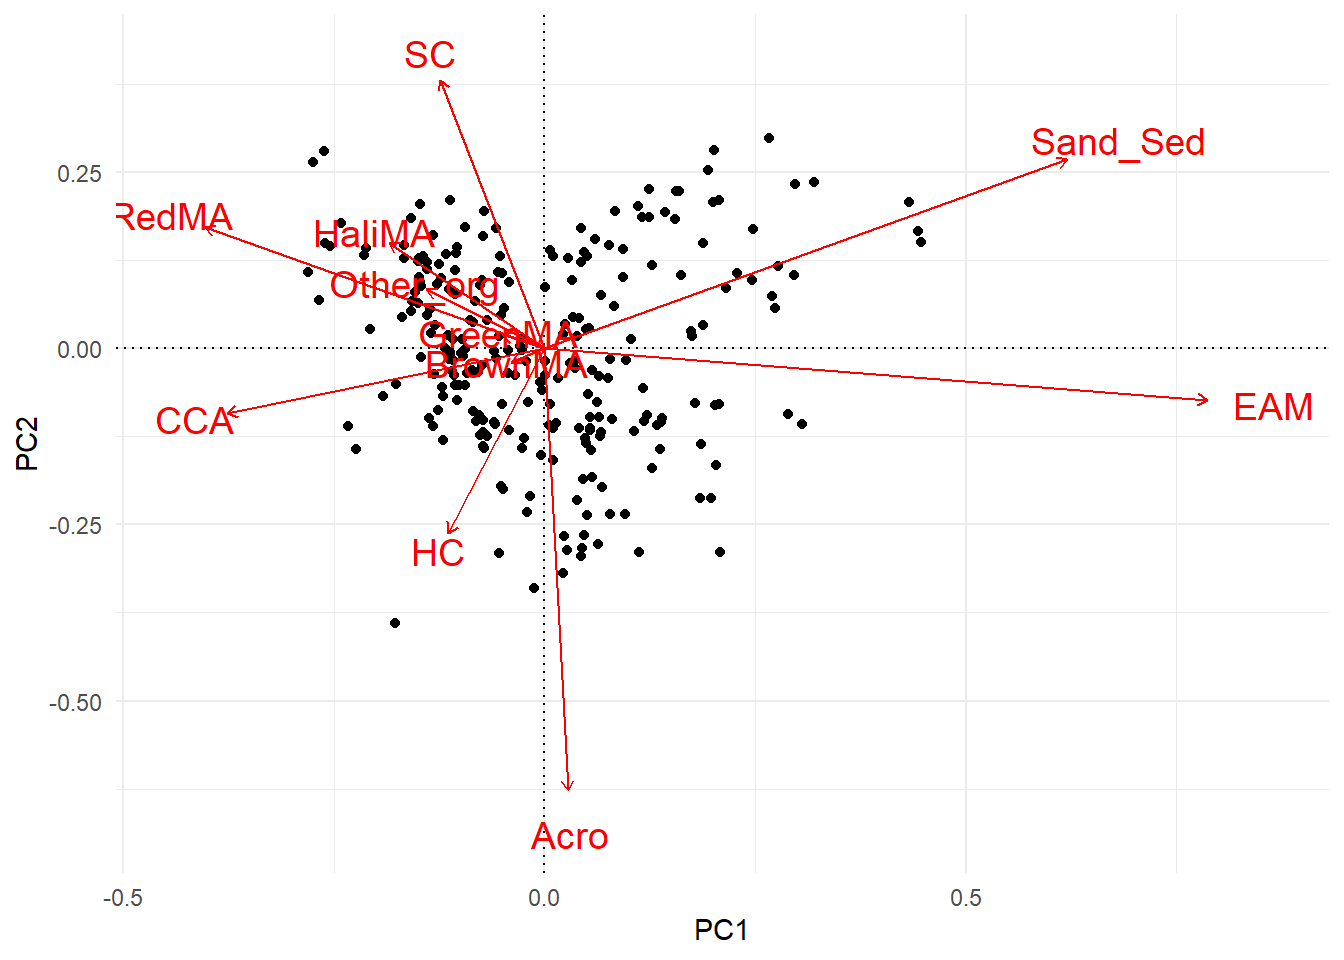 SC
Sand_Sed
0.25
RedMA
HaliMA
Other_org
GreenMA
0.00
BrownMA
CCA
EAM
PC2
-0.25
HC
-0.50
Acro
-0.5
0.0
0.5
PC1